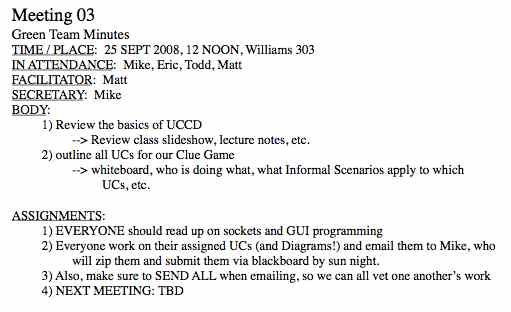 Meeting 03
Green Team Minutes
TIME / PLACE: 25 SEPT 2008, 12 NOON, Williams 303
IN ATTENDANCE: Mike, Eric, Todd, Matt
FACILITATOR: Matt
SECRETARY: Mike
BODY:
1) Review the basics of UCCD
--> Review class slideshow, lecture notes, etc.
2) outline all UCs for our Clue Game
--> whiteboard, who is doing what, what Informal Scenarios apply to which
UCs, etc.
ASSIGNMENTS:
1) EVERYONE should read up on sockets and GUI programming
2) Everyone work on their assigned UCs (and Diagrams!) and email them to Mike, who
will zip them and submit them via blackboard by sun night.
3) Also, make sure to SEND ALL when emailing, so we can all vet one another’s work
4) NEXT MEETING: TBD